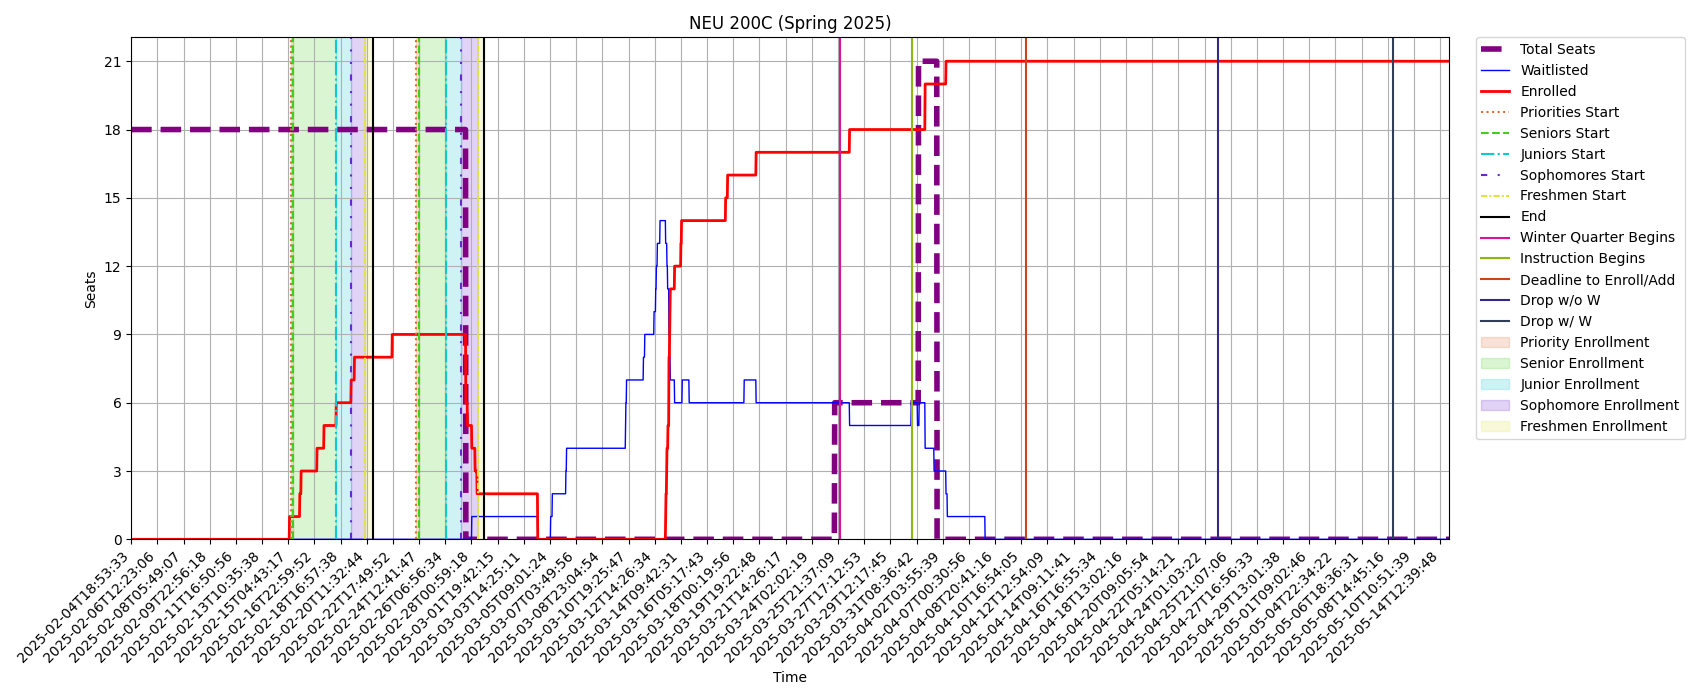 NEU 200C (Spring 2025)
Seats
21
18
15
12
9
6
3
0
2025-02-04T18:53:33
2025-02-06T12:23:06
2025-02-08T05:49:07
2025-02-09T22:56:18
2025-02-11T16:50:56
2025-02-13T10:35:38
2025-02-15T04:43:17
2025-02-16T22:59:52
2025-02-18T16:57:38
2025-02-20T11:32:44
2025-02-22T17:49:52
2025-02-24T12:41:47
2025-02-26T06:56:34
2025-02-28T00:59:18
2025-03-01T19:42:15
2025-03-03T14:25:11
2025-03-05T09:01:24
2025-03-07T03:49:56
2025-03-08T23:04:54
2025-03-10T19:25:47
2025-03-12T14:26:34
2025-03-14T09:42:31
2025-03-16T05:17:43
2025-03-18T00:19:56
2025-03-19T19:22:48
2025-03-21T14:26:17
2025-03-24T02:02:19
2025-03-25T21:37:09
2025-03-27T17:12:53
2025-03-29T12:17:45
2025-03-31T08:36:42
2025-04-02T03:55:39
2025-04-07T00:30:56
2025-04-08T20:41:16
2025-04-10T16:54:05
2025-04-12T12:54:09
2025-04-14T09:11:41
2025-04-16T16:55:34
2025-04-18T13:02:16
2025-04-20T09:05:54
2025-04-22T05:14:21
2025-04-24T01:03:22
2025-04-25T21:07:06
2025-04-27T16:56:33
2025-04-29T13:01:38
2025-05-01T09:02:46
2025-05-04T22:34:22
2025-05-06T18:36:31
2025-05-08T14:45:16
2025-05-10T10:51:39
2025-05-14T12:39:48
Time
Total Seats
Waitlisted
Enrolled
Priorities Start
Seniors Start
Juniors Start
Sophomores Start
Freshmen Start
End
Winter Quarter Begins
Instruction Begins
Deadline to Enroll/Add
Drop w/o W
Drop w/ W
Priority Enrollment
Senior Enrollment
Junior Enrollment
Sophomore Enrollment
Freshmen Enrollment